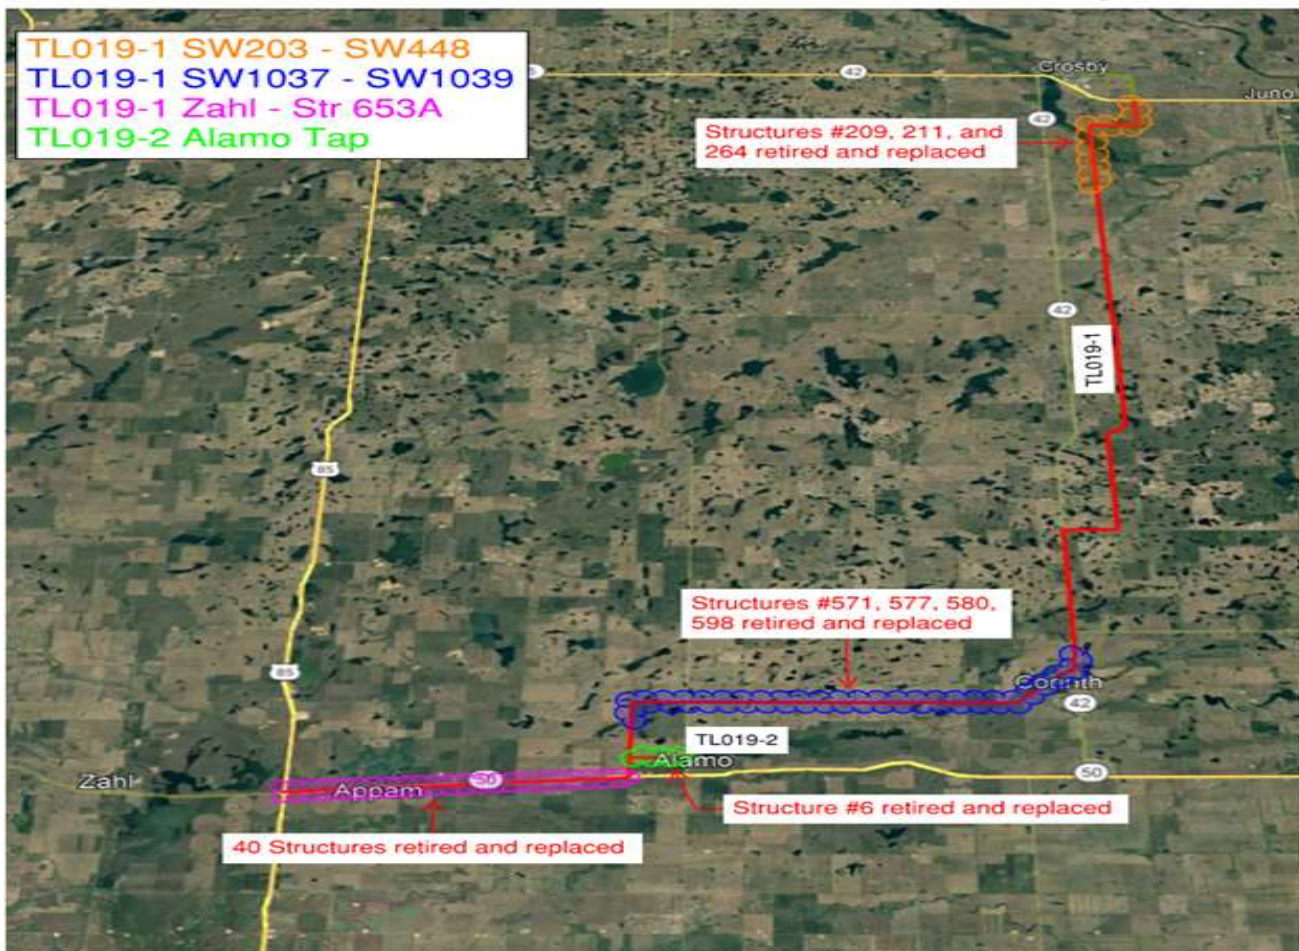 TL019-1 SW203 - SW448
TL019-1 SW1037 - SW1039
TL019-1 Zahl - Str 653A
TL019-2 Alamo Tap
42
Crosby
Juno
42
Structures #209, 211, and
264 retired and replaced
42
TL019-1
85
Structures #571, 577, 580,
598 retired and replaced
85
Corinth
42
TL019-2
Alamo
50
Zahl
50
Appam
Structure #6 retired and replaced
40 Structures retired and replaced